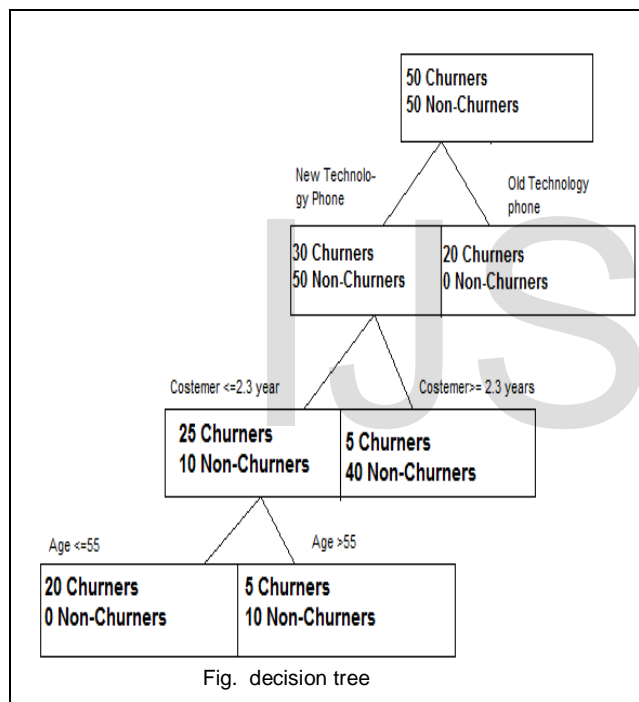 50 Churners
50 Non-Churners
New Technolo-
gy Phone
Old Technology
phone
30 Churners
50 Non-Churners
20 Churners
0 Non-Churners
IJS
Costemer <=2.3 year
Costemer>= 2.3 years
25 Churners
10 Non-Churners
5 Churners
40 Non-Churners
Age <=55
Age >55
20 Churners
0 Non-Churners
5 Churners
10 Non-Churners
Fig. decision tree